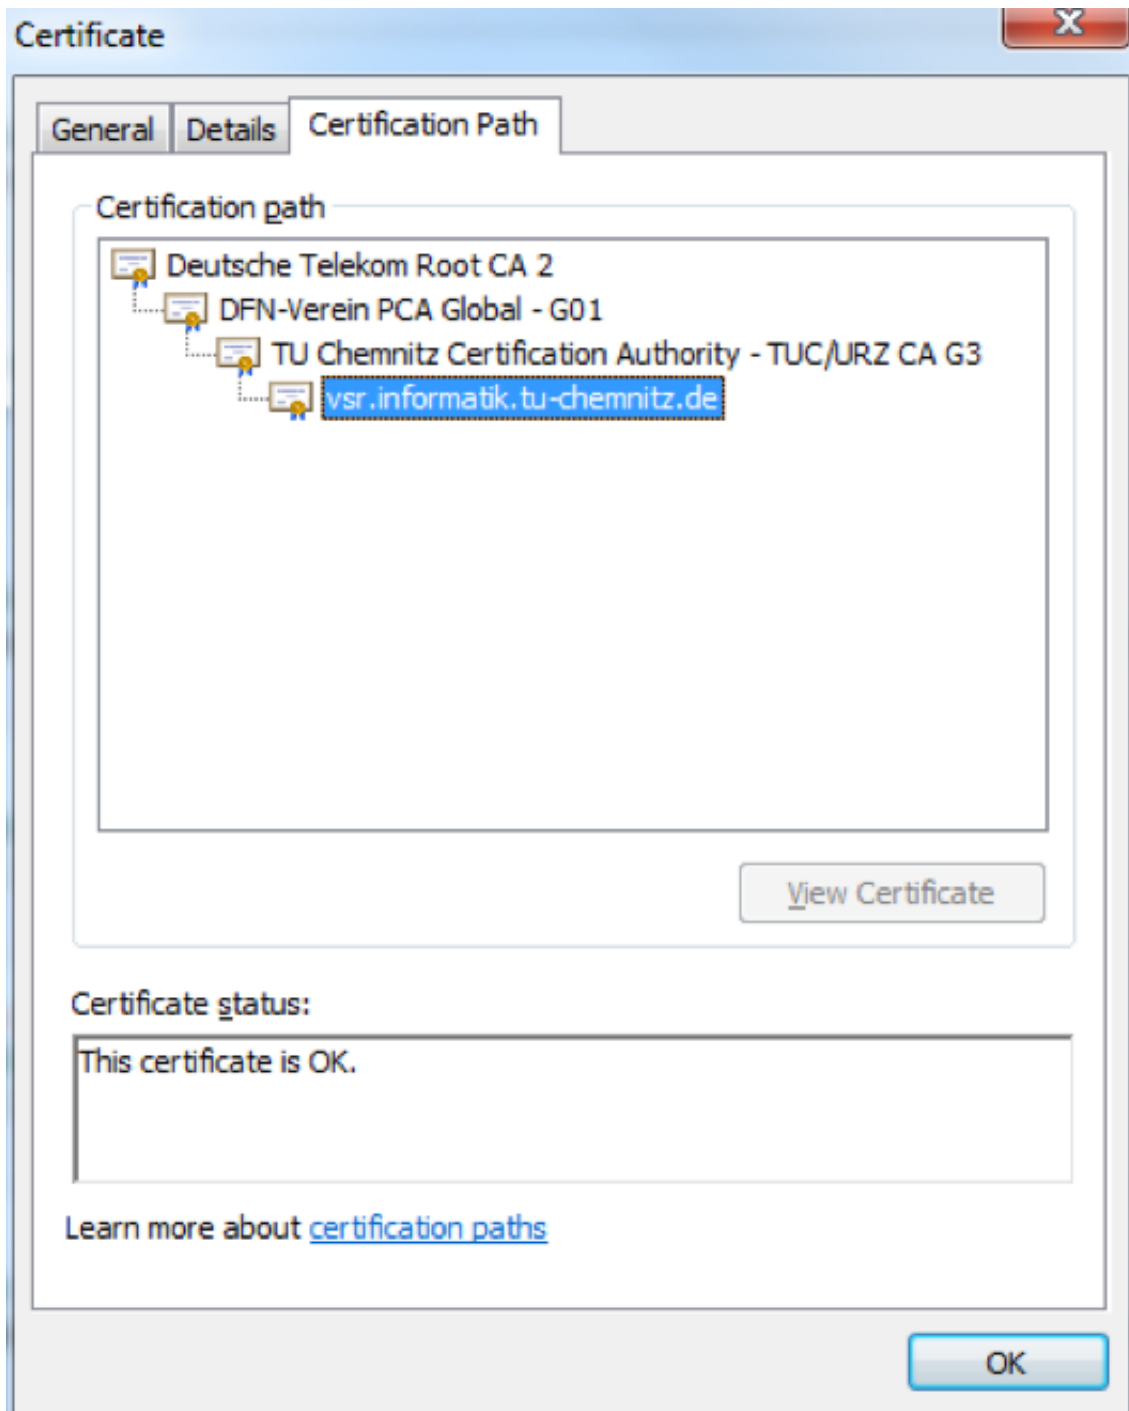 Certificate
X
General Details Certification Path
Certification path
Deutsche Telekom Root CA 2
DFN-Verein PCA Global - G01
TU Chemnitz Certification Authority - TUC/URZ CA G3
vsr.informatik.tu-chemnitz.de
View Certificate
Certificate status:
This certificate is OK.
Learn more about certification paths
OK